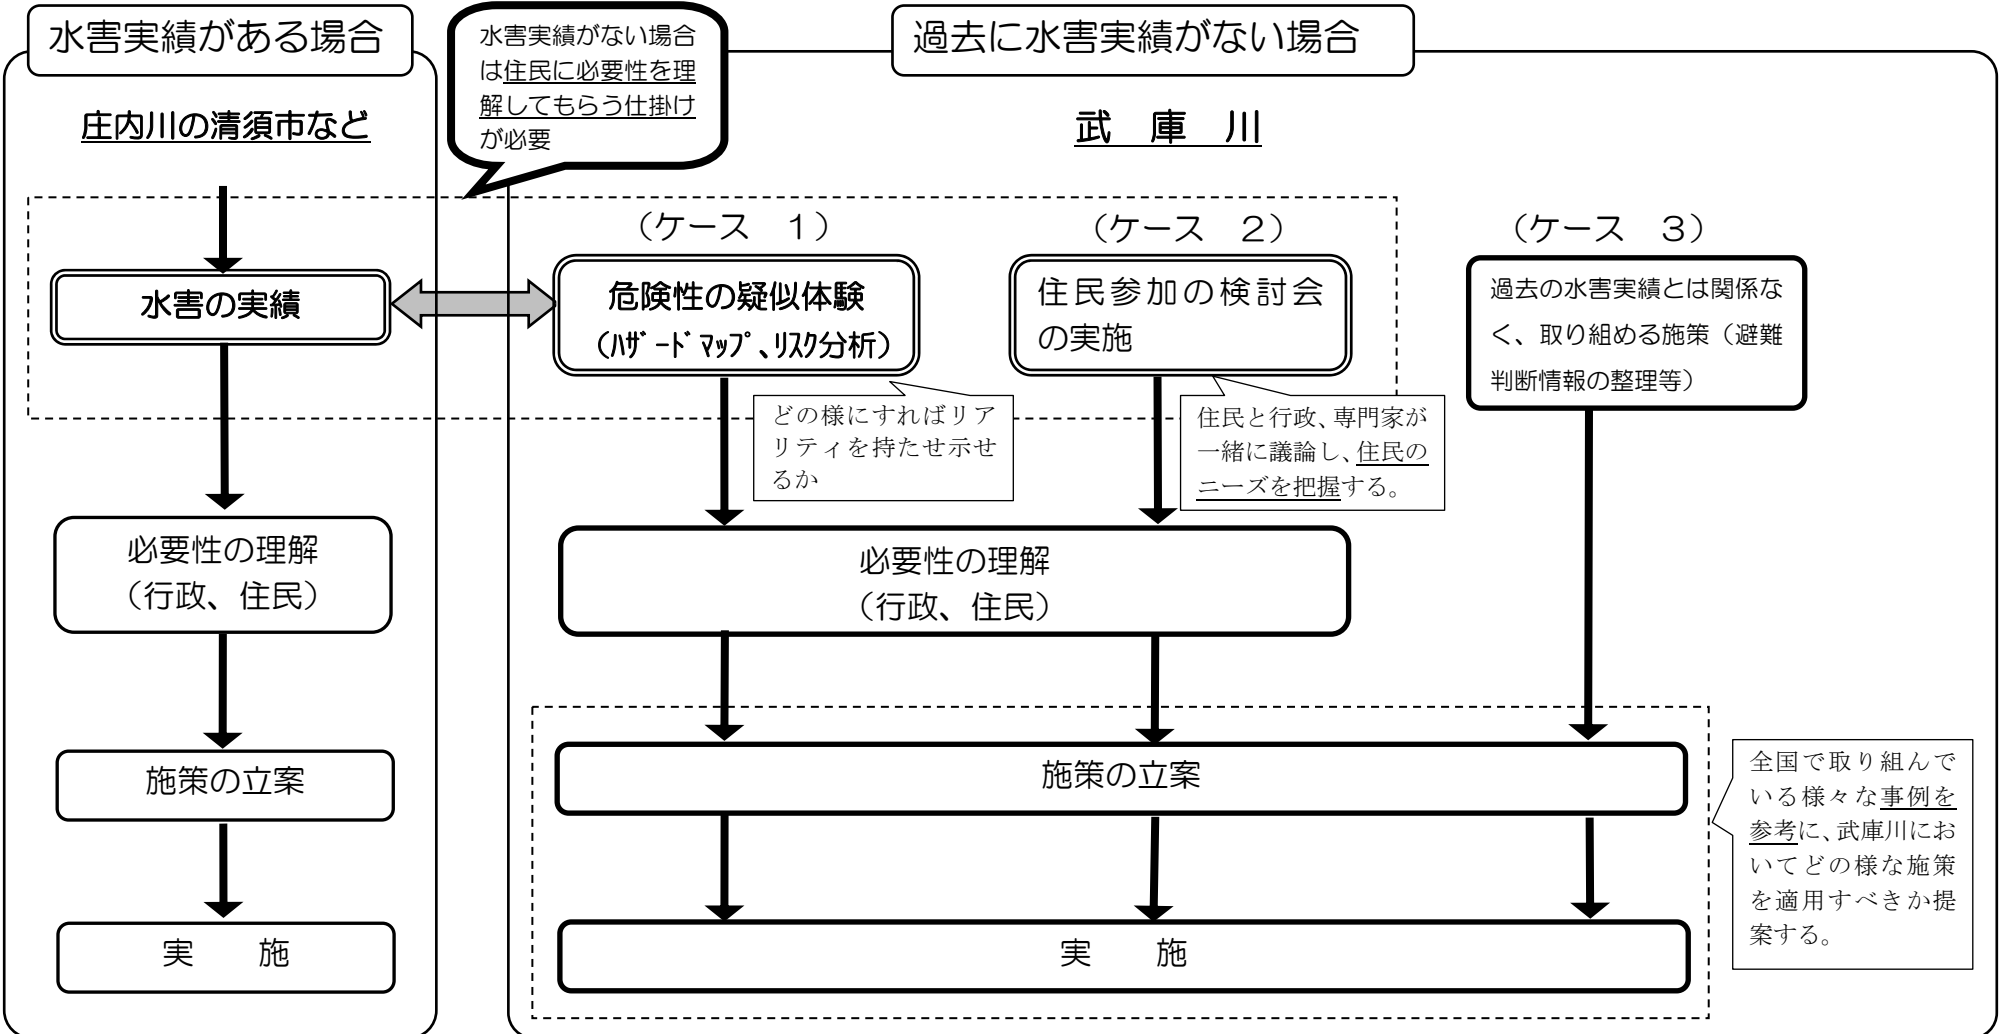 水害実績がある場合
庄内川の清須市など
水害の実績
必要性の理解
（行政、住民）
施策の立案
実　施
水害実績がない場合
は住民に必要性を理
解してもらう仕掛け
が必要
過去に水害実績がない場合
武　庫　川
（ケース　１）
危険性の疑似体験
（ﾊｻﾞｰﾄﾞﾏｯﾌﾟ、ﾘｽｸ分析）
どの様にすればリア
リティを持たせ示せ
るか
（ケース　２）
住民参加の検討会
の実施
住民と行政、専門家が
一緒に議論し、住民の
ニーズを把握する。
（ケース　３）
過去の水害実績とは関係な
く、取り組める施策（避難
判断情報の整理等）
必要性の理解
（行政、住民）
施策の立案
実　施
全国で取り組んで
いる様々な事例を
参考に、武庫川にお
いてどの様な施策
を適用すべきか提
案する。